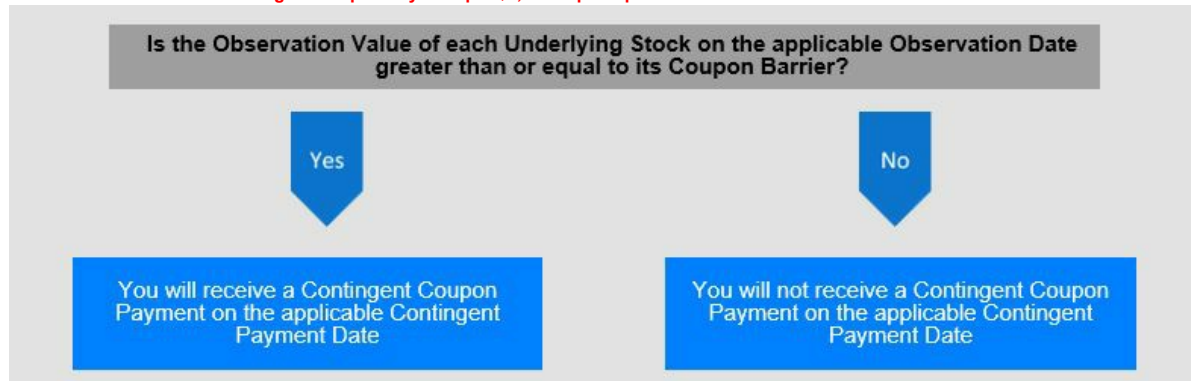 Is the Observation Value of each Underlying Stock on the applicable Observation Date
greater than or equal to its Coupon Barrier?
Yes
No
You will receive a Contingent Coupon
Payment on the applicable Contingent
Payment Date
You will not receive a Contingent Coupon
Payment on the applicable Contingent
Payment Date